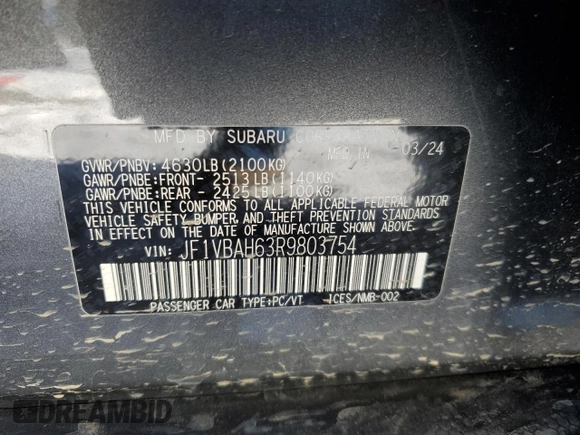 MFD BY SUBARU
MFD IN 03/24
GVWR/PNBV: 4630LB(2100KG)
GAWR/PNBE:FRONT- 2513LB(1140KG)
GAWR/PNBE:REAR - 2425LB(1100KG)
THIS VEHICLE CONFORMS TO ALL APPLICABLE FEDERAL MOTOR
VEHICLE SAFETY,BUMPER,AND THEFT PREVENTION STANDARDS
IN EFFECT ON THE DATE OF MANUFACTURE SHOWN ABOVE.
VIN: JF1VBAH63R9803754
PASSENGER CAR TYPE:PC/VT ICES/NMB-002
DREAMBID